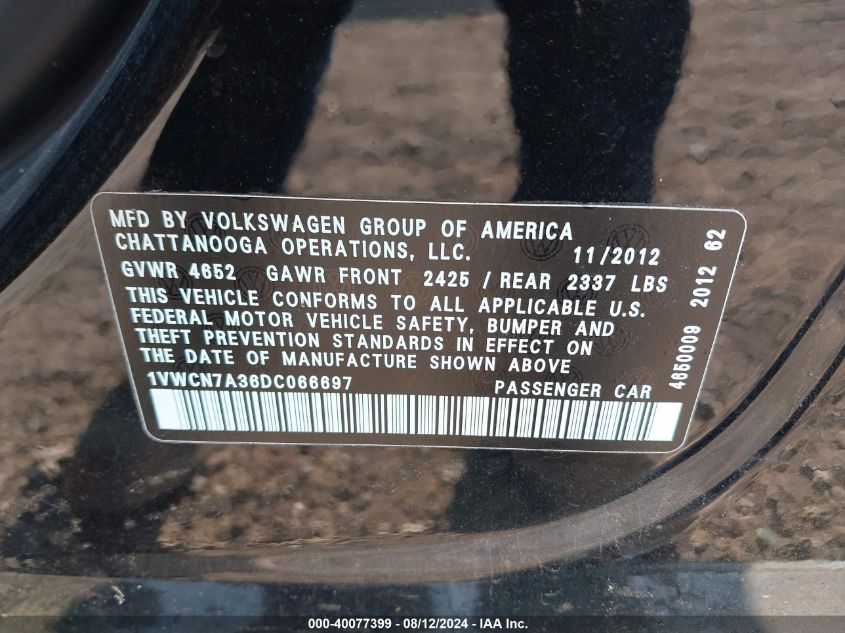 MFD BY VOLKSWAGEN GROUP OF AMERICA
CHATTANOOGA OPERATIONS, LLC. 11/2012
GVWR 4652 GAWR FRONT 2425 / REAR 2337 LBS
THIS VEHICLE CONFORMS TO ALL APPLICABLE U.S.
FEDERAL MOTOR VEHICLE SAFETY, BUMPER AND
THEFT PREVENTION STANDARDS IN EFFECT ON
THE DATE OF MANUFACTURE SHOWN ABOVE
1VWCN7A36DC066697 PASSENGER CAR
4650009 2012 62
000-40077399 - 08/12/2024 - IAA Inc.